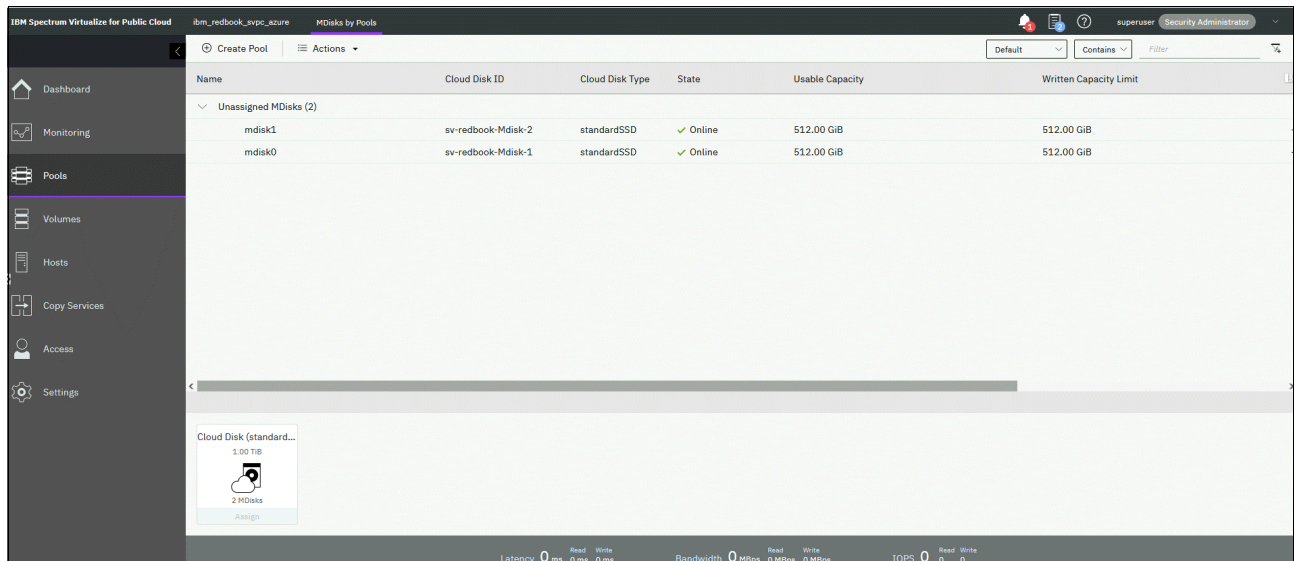 IBM Spectrum Virtualize for Public Cloud ibm_redbook_svpc_azure MDisks by Pools 1 2 ? superuser Security Administrator
Create Pool Actions Default Contains Filter
Name Cloud Disk ID Cloud Disk Type State Usable Capacity Written Capacity Limit
Unassigned MDisks (2)
mdisk1 sv-redbook-Mdisk-2 standardSSD Online 512.00 GiB 512.00 GiB
mdisk0 sv-redbook-Mdisk-1 standardSSD Online 512.00 GiB 512.00 GiB
Dashboard
Monitoring
Pools
Volumes
Hosts
Copy Services
Access
Settings
Cloud Disk (standard...
1.00 TiB
2 MDisks
Assign
Read Write Read Write Read Write
Latency 0 ms 0 ms 0 ms Bandwidth 0 MBps 0 MBps 0 MBps IOPS 0 0 0